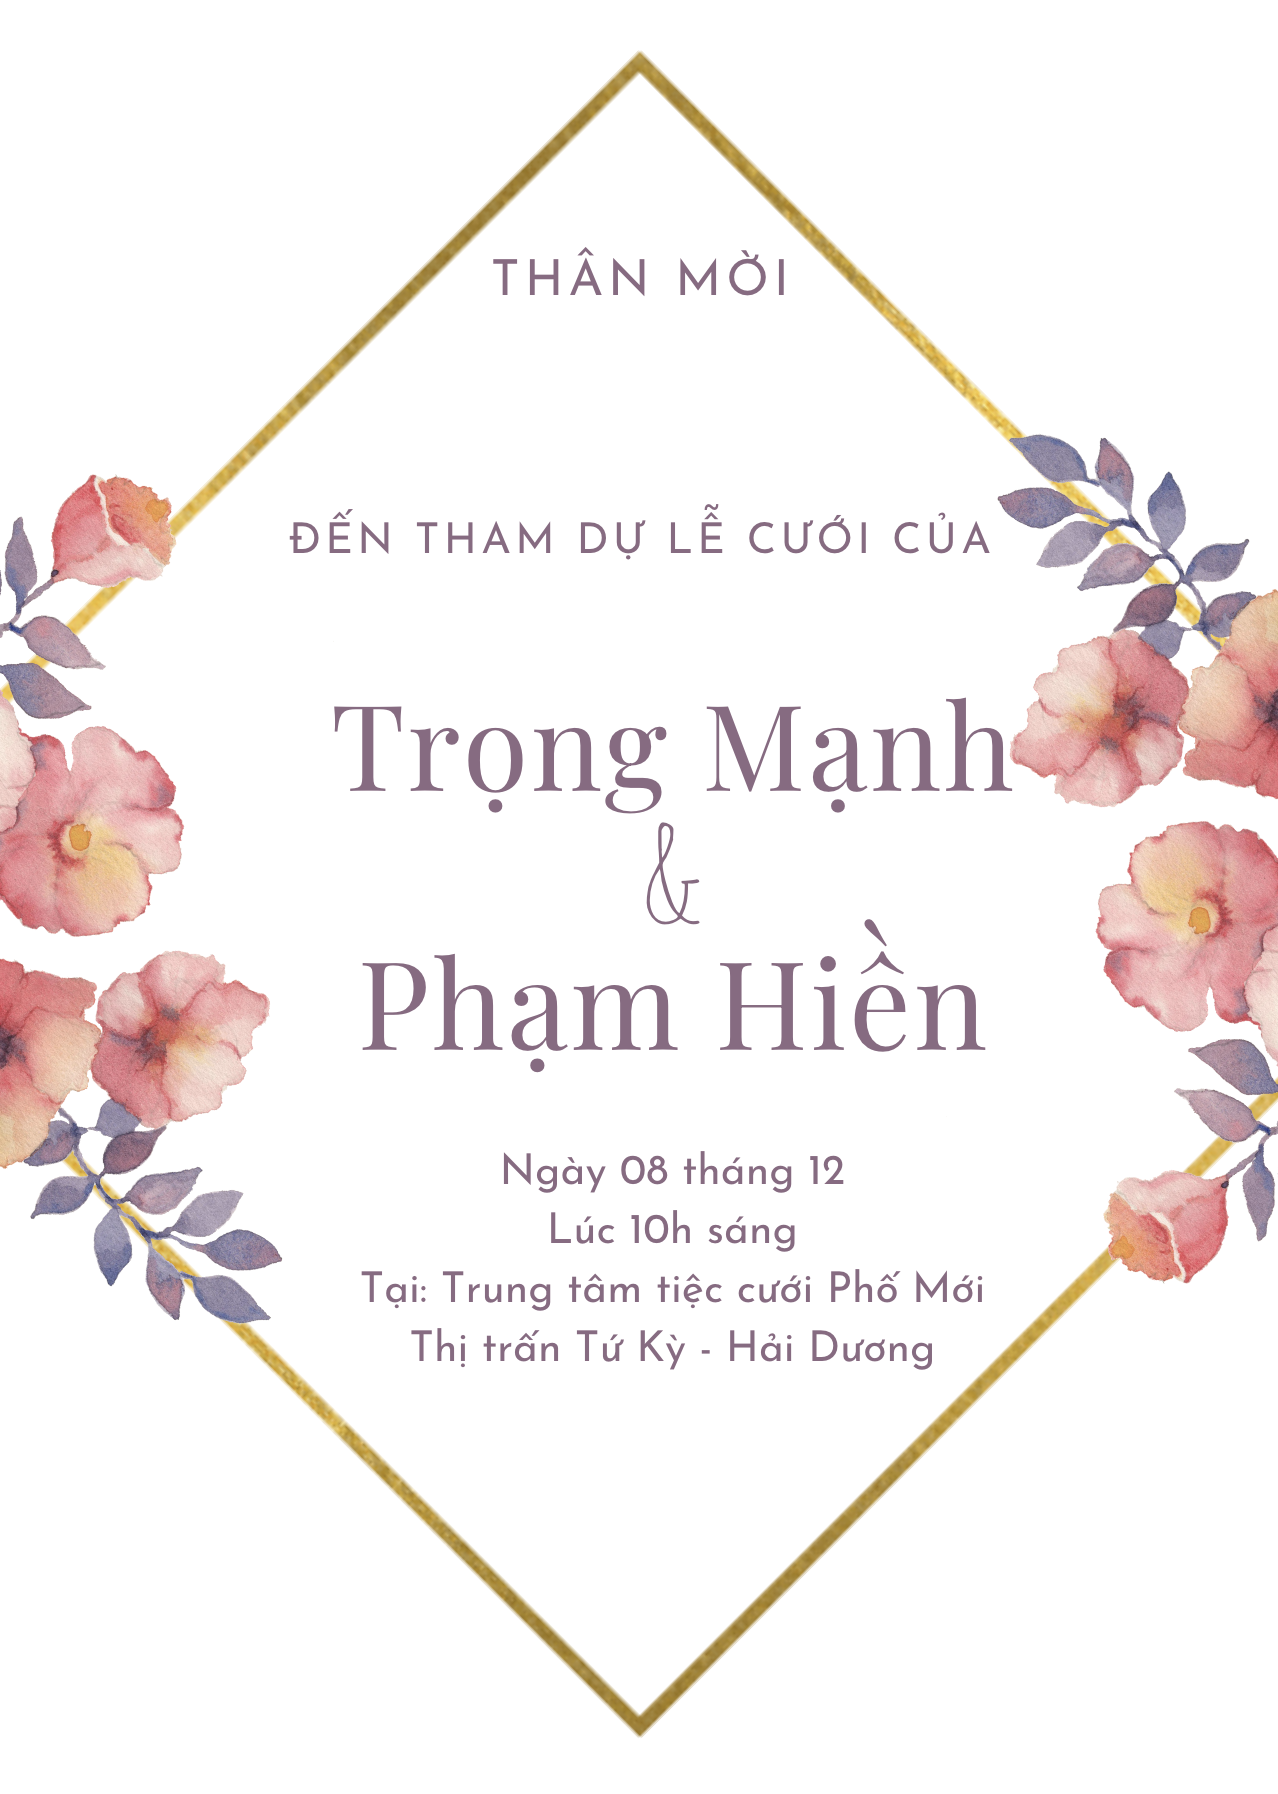 THÂN MỜI
ĐẾN THAM DỰ LỄ CƯỚI CỦA
Trọng Mạnh
&
Phạm Hiền
Ngày 08 tháng 12
Lúc 10h sáng
Tại: Trung tâm tiệc cưới Phố Mới
Thị trấn Tứ Kỳ - Hải Dương